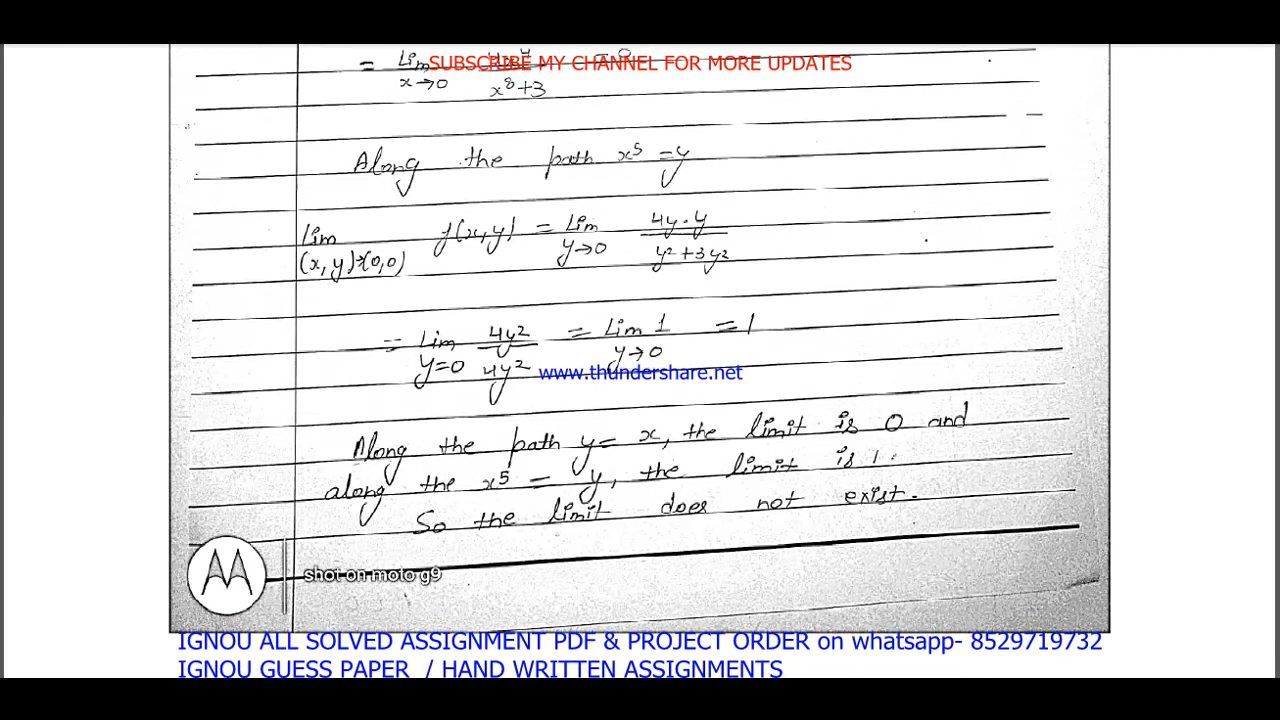 = Lim
SUBSCRIBE MY CHANNEL FOR MORE UPDATES
x→0 x⁸+3
Along the path x⁵ = y
Lim f(x,y) = Lim 4y·y
(x,y)→(0,0) y→0 y²+3y²
= Lim 4y² = Lim 1 = 1
y=0 4y² y→0
www.thundershare.net
Along the path y = x, the limit is 0 and
along the x⁵ = y, the limit is 1.
So the limit does not exist.
shot on moto g9
IGNOU ALL SOLVED ASSIGNMENT PDF & PROJECT ORDER on whatsapp- 8529719732
IGNOU GUESS PAPER / HAND WRITTEN ASSIGNMENTS